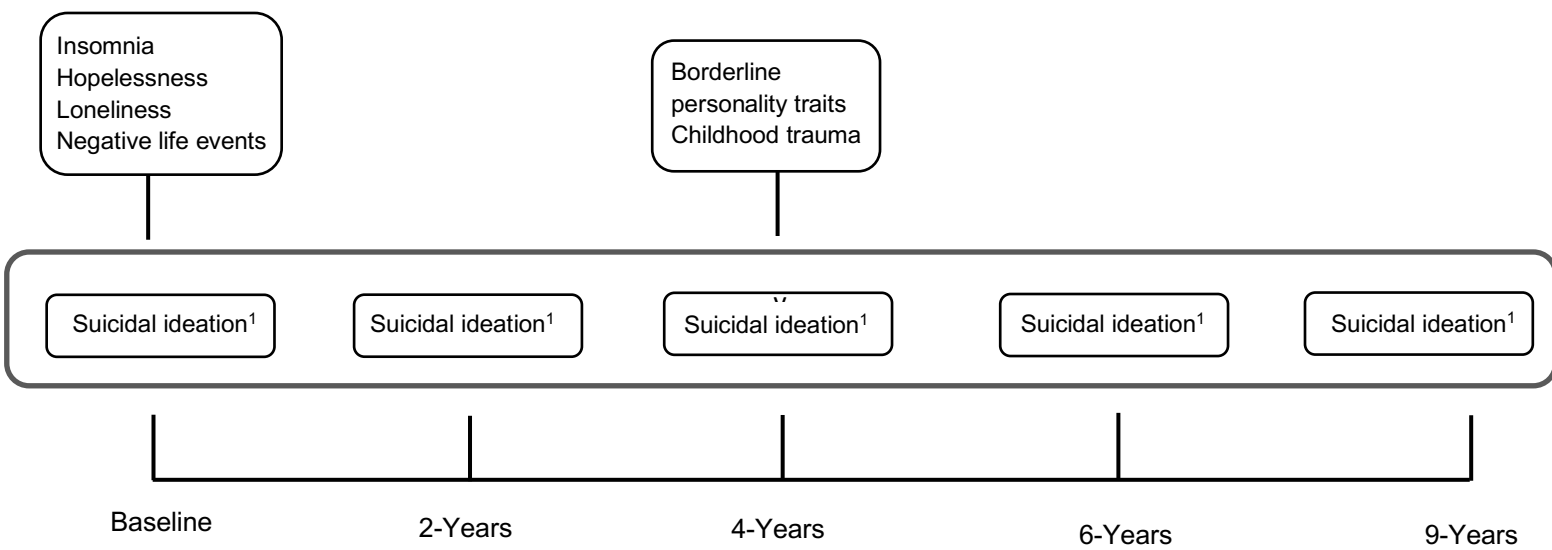 Insomnia
Hopelessness
Loneliness
Negative life events
Borderline
personality traits
Childhood trauma
Suicidal ideation¹
Suicidal ideation¹
Suicidal ideation¹
Suicidal ideation¹
Suicidal ideation¹
Baseline
2-Years
4-Years
6-Years
9-Years